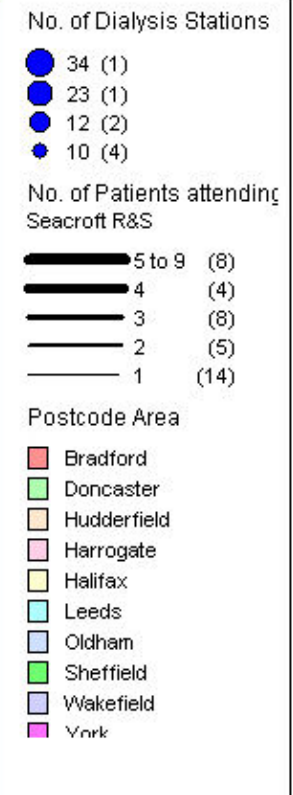 No. of Dialysis Stations
34 (1)
23 (1)
12 (2)
10 (4)
No. of Patients attending
Seacroft R&S
5 to 9 (8)
4 (4)
3 (8)
2 (5)
1 (14)
Postcode Area
Bradford
Doncaster
Hudderfield
Harrogate
Halifax
Leeds
Oldham
Sheffield
Wakefield
York